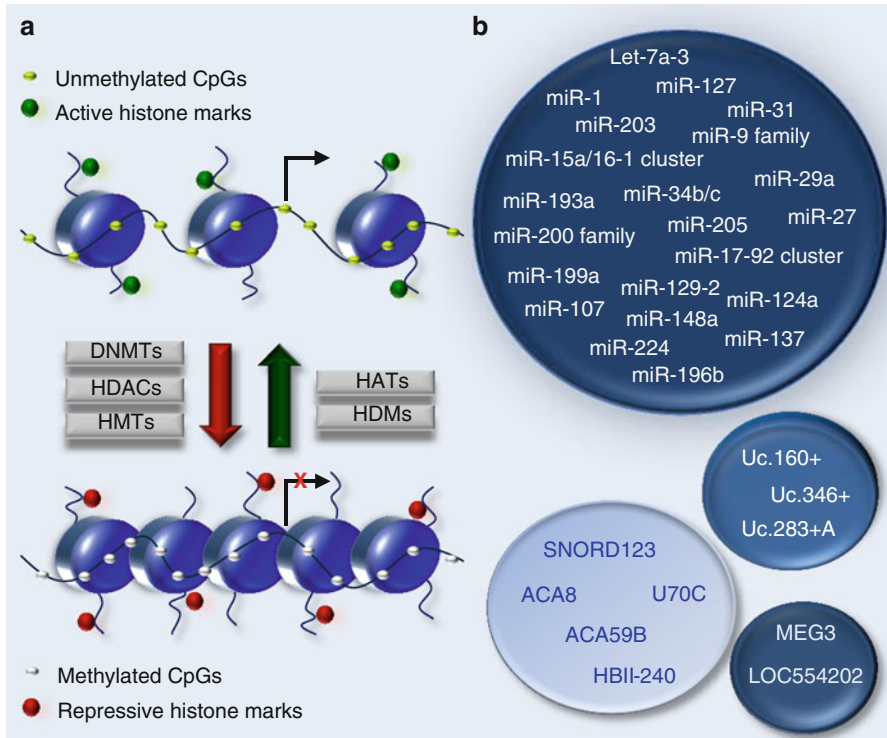 a
Unmethylated CpGs
Active histone marks
DNMTs
HDACs
HMTs
HATs
HDMs
X
Methylated CpGs
Repressive histone marks
b
Let-7a-3
miR-127
miR-1
miR-31
miR-203
miR-9 family
miR-15a/16-1 cluster
miR-29a
miR-193a
miR-34b/c
miR-27
miR-205
miR-200 family
miR-17-92 cluster
miR-199a
miR-129-2
miR-124a
miR-107
miR-148a
miR-137
miR-224
miR-196b
Uc.160+
Uc.346+
Uc.283+A
SNORD123
ACA8
U70C
ACA59B
HBII-240
MEG3
LOC554202